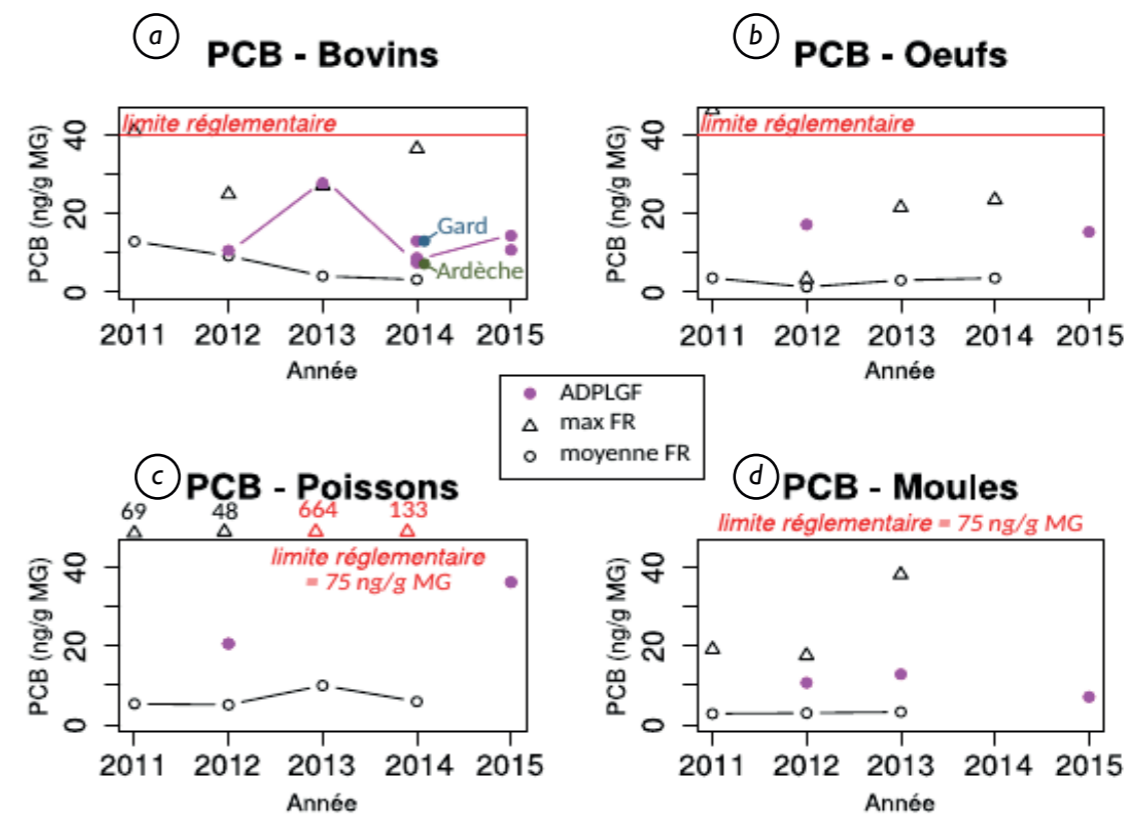 a
PCB - Bovins
limite réglementaire
PCB (ng/g MG)
40
20
0
Gard
Ardèche
2011 2012 2013 2014 2015
Année
b
PCB - Oeufs
limite réglementaire
PCB (ng/g MG)
40
20
0
2011 2012 2013 2014 2015
Année
ADPLGF
max FR
moyenne FR
c
PCB - Poissons
69 48 664 133
limite réglementaire
= 75 ng/g MG
PCB (ng/g MG)
40
20
0
2011 2012 2013 2014 2015
Année
d
PCB - Moules
limite réglementaire = 75 ng/g MG
PCB (ng/g MG)
40
20
0
2011 2012 2013 2014 2015
Année